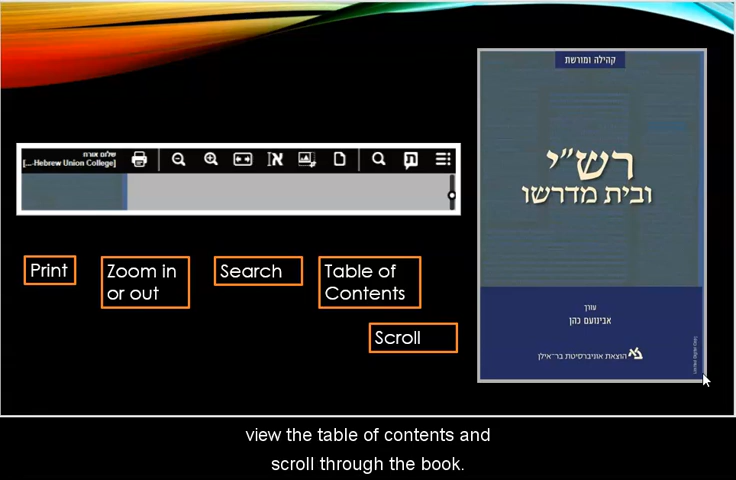 שלום אורח
[...-Hebrew Union College]
Print
Zoom in
or out
Search
Table of
Contents
Scroll
קהילה ומורשת
רש"י
ובית מדרשו
עורך
אבינועם כהן
הוצאת אוניברסיטת בר־אילן
view the table of contents and
scroll through the book.